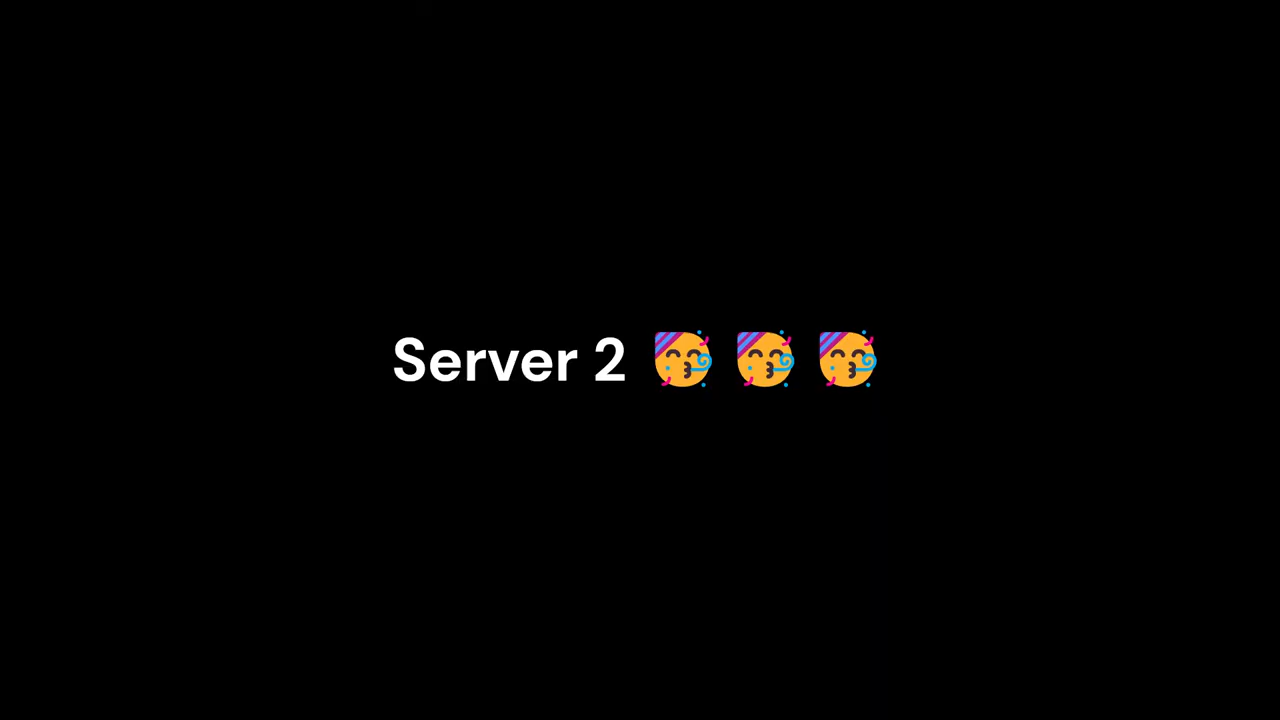 Server 2 🥳 🥳 🥳